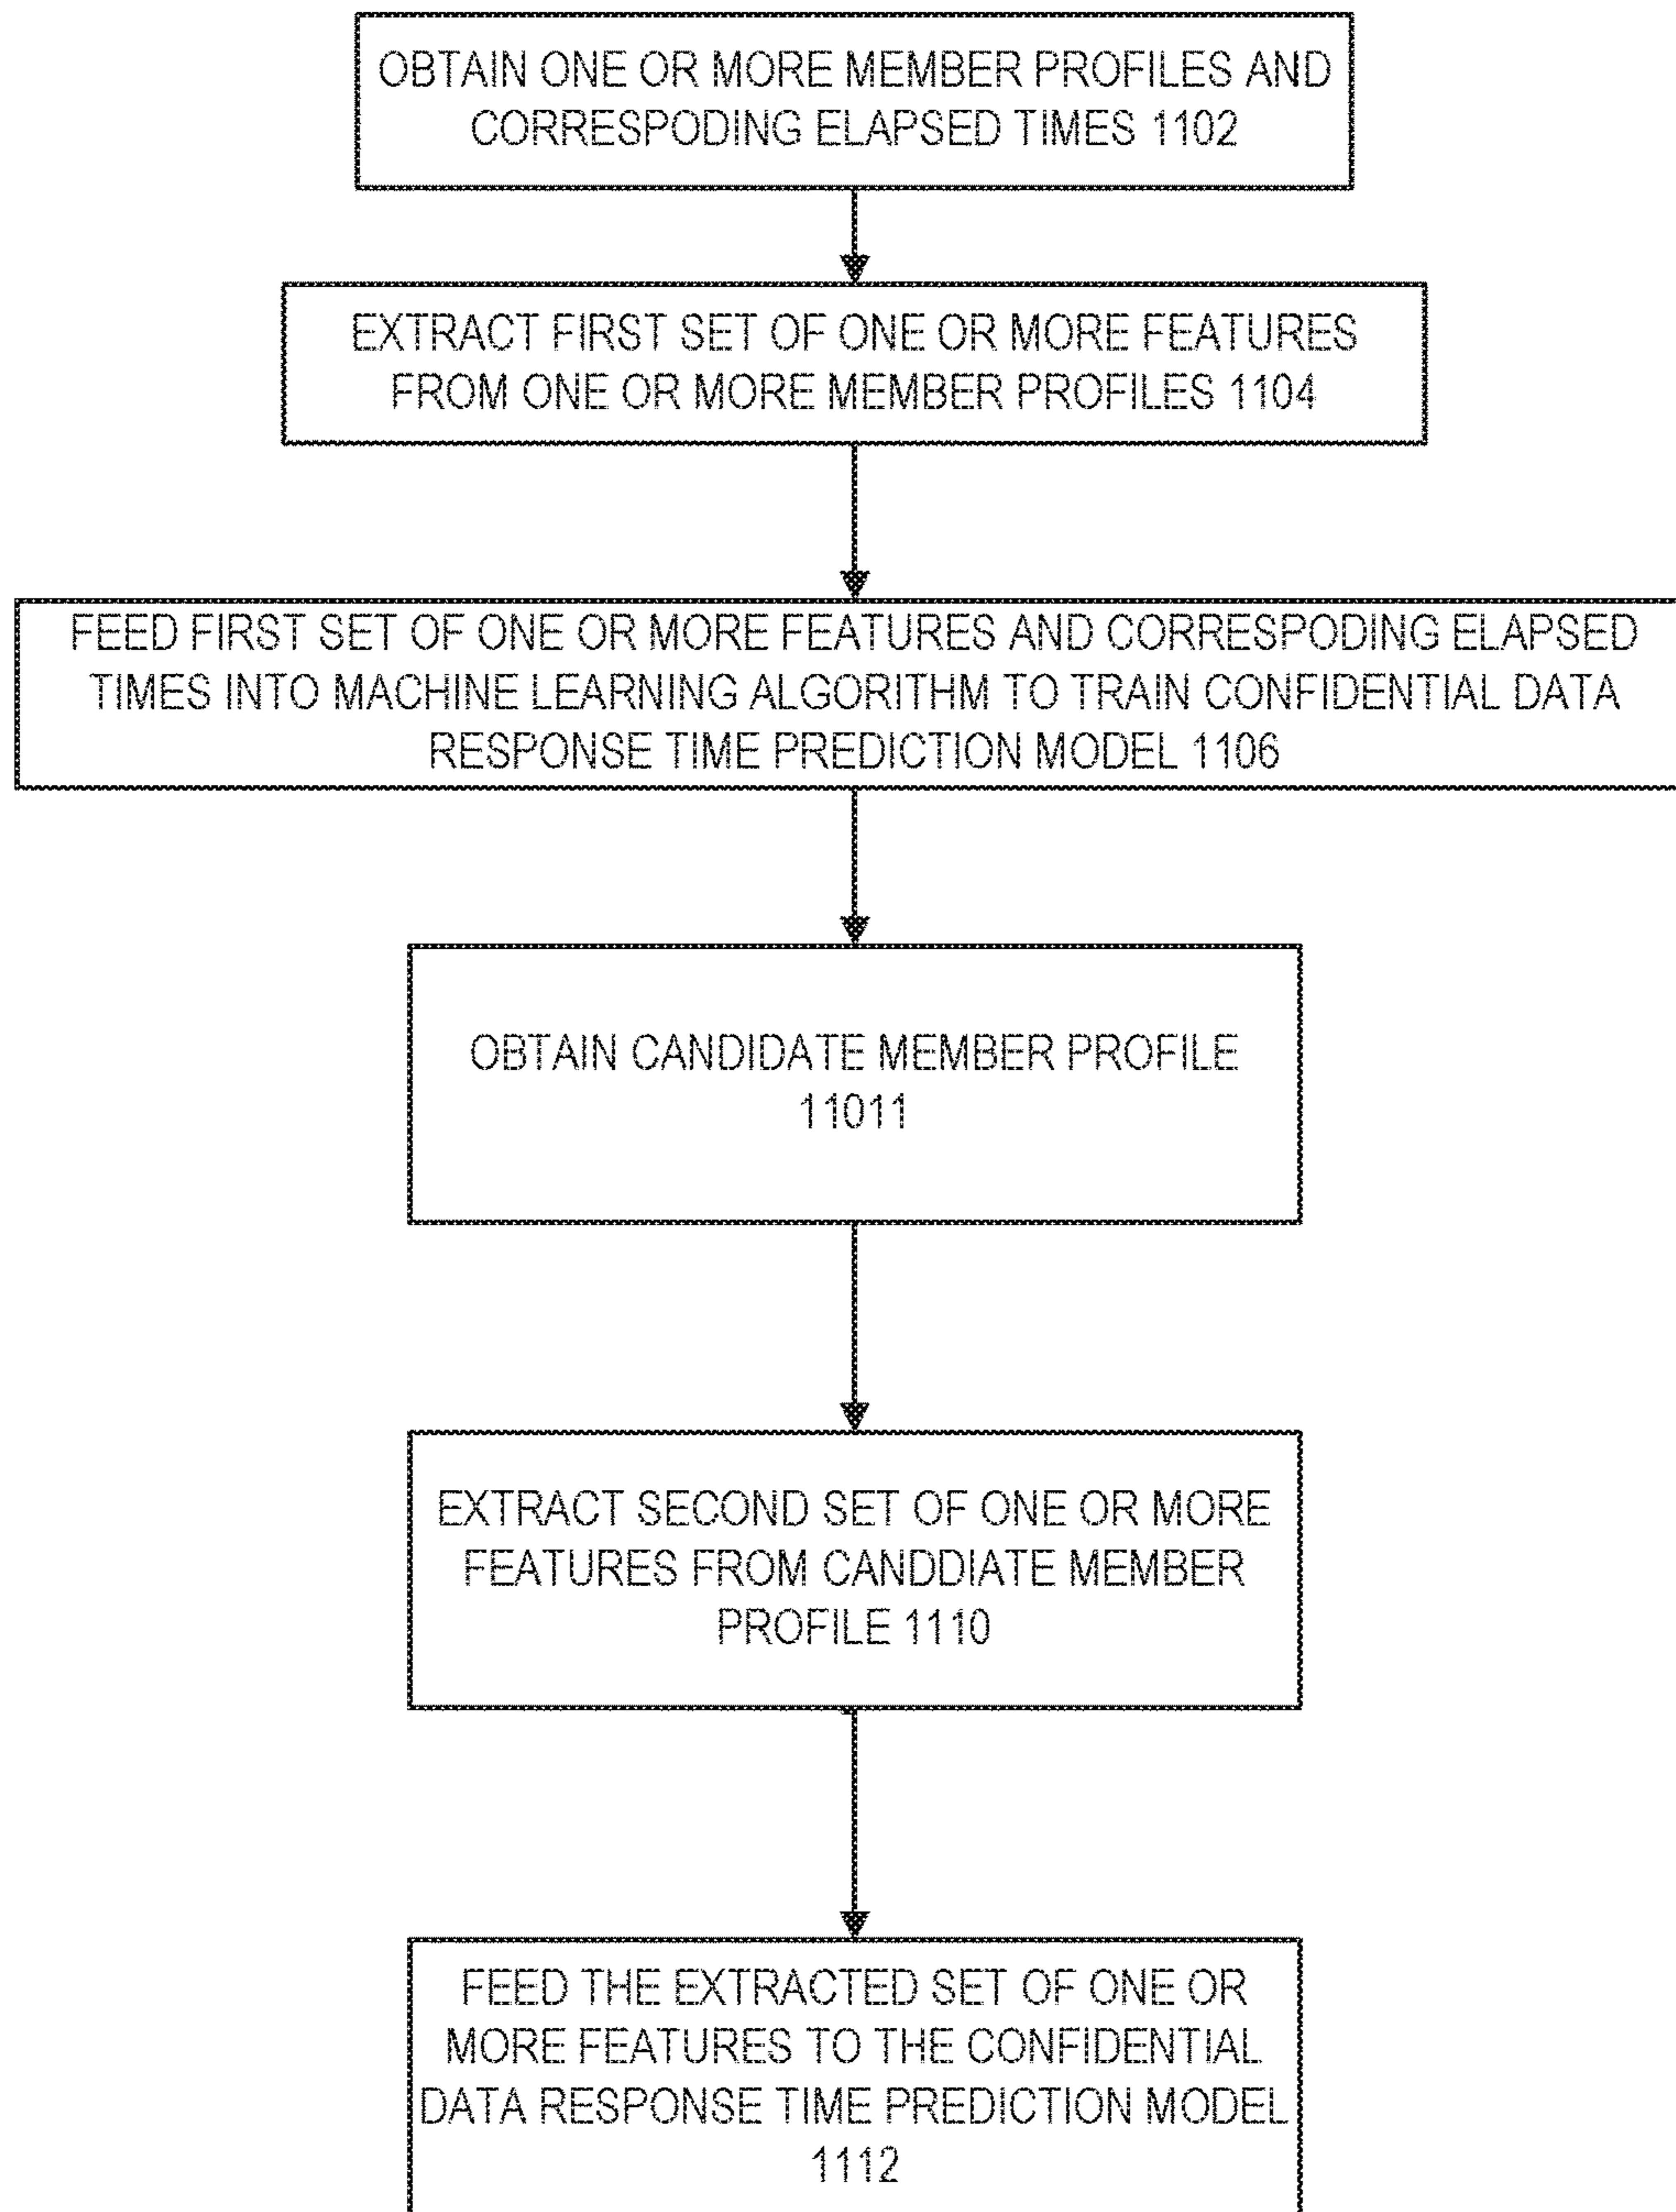 OBTAIN ONE OR MORE MEMBER PROFILES AND
CORRESPODING ELAPSED TIMES 1102
EXTRACT FIRST SET OF ONE OR MORE FEATURES
FROM ONE OR MORE MEMBER PROFILES 1104
FEED FIRST SET OF ONE OR MORE FEATURES AND CORRESPODING ELAPSED
TIMES INTO MACHINE LEARNING ALGORITHM TO TRAIN CONFIDENTIAL DATA
RESPONSE TIME PREDICTION MODEL 1106
OBTAIN CANDIDATE MEMBER PROFILE
11011
EXTRACT SECOND SET OF ONE OR MORE
FEATURES FROM CANDDIATE MEMBER
PROFILE 1110
FEED THE EXTRACTED SET OF ONE OR
MORE FEATURES TO THE CONFIDENTIAL
DATA RESPONSE TIME PREDICTION MODEL
1112